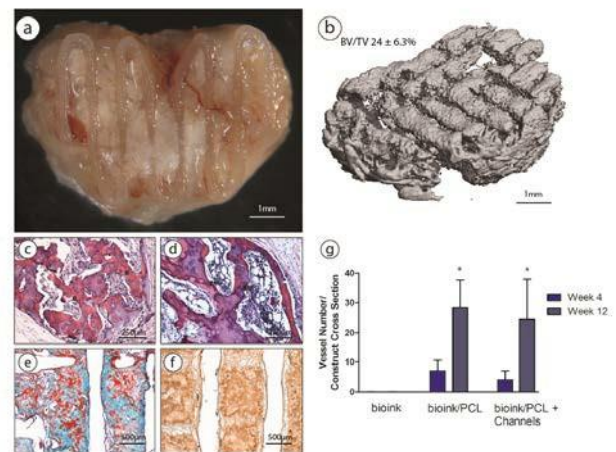 a
1mm
b
BV/TV 24 ± 6.3%
1mm
c
d
250µm
e
f
500µm
500µm
g
Vessel Number/
Construct Cross Section
40
30
20
10
0
*
*
bioink
bioink/PCL
bioink/PCL +
Channels
Week 4
Week 12